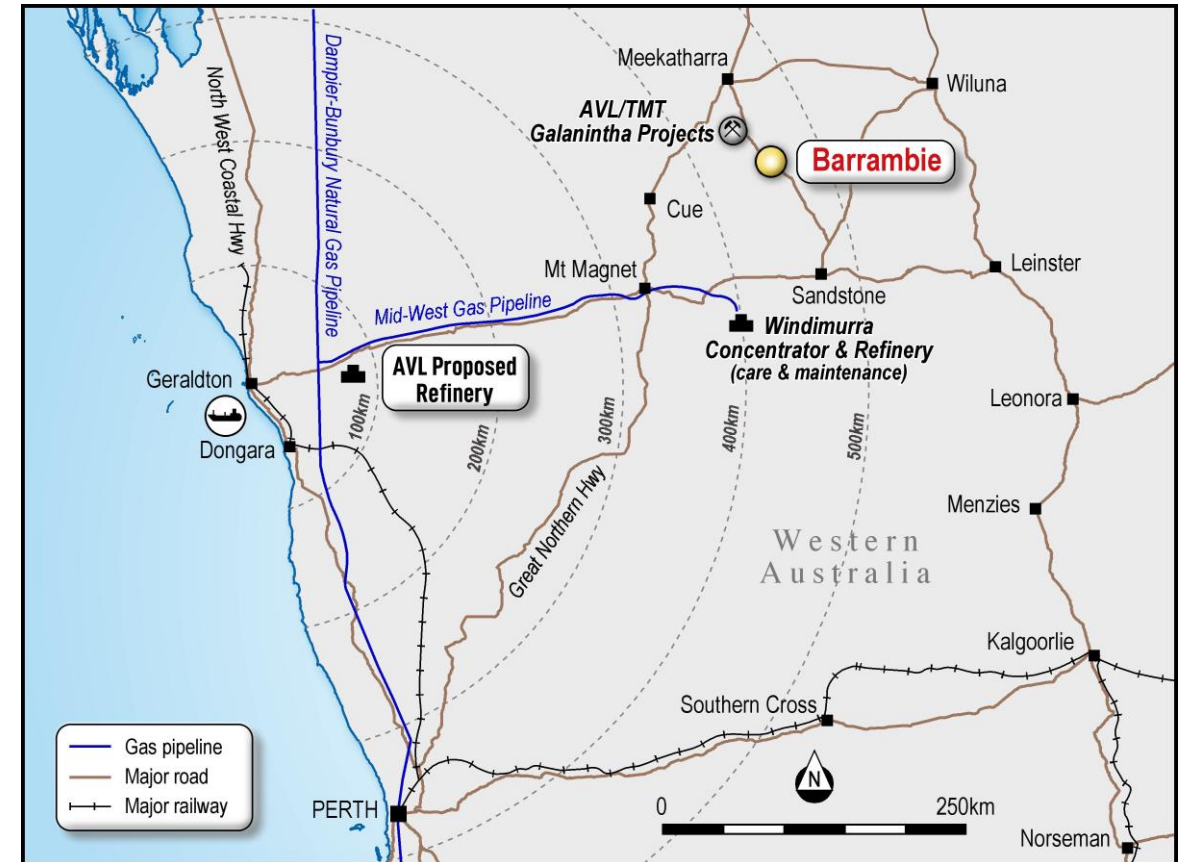 Meekatharra
Wiluna
AVL/TMT
Galanintha Projects
Barrambie
North West Coastal Hwy
Dampier-Bunbury Natural Gas Pipeline
Cue
Mt Magnet
Leinster
Sandstone
Mid-West Gas Pipeline
Windimurra
Concentrator & Refinery
(care & maintenance)
AVL Proposed
Refinery
Geraldton
Dongara
100km
200km
300km
400km
500km
Leonora
Great Northern Hwy
Menzies
Western
Australia
Kalgoorlie
Southern Cross
Gas pipeline
Major road
Major railway
PERTH
N
0
250km
Norseman